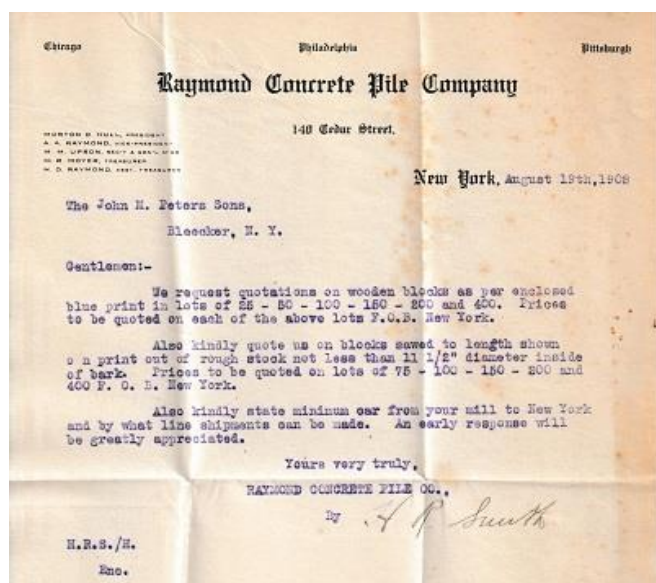 Chicago Philadelphia Pittsburgh
Raymond Concrete Pile Company
140 Cedar Street,
A. A. RAYMOND, VICE-PRESIDENT
New York, August 19th, 1908
The John M. Peters Sons,
Bleecker, N. Y.
Gentlemen:-
We request quotations on wooden blocks as per enclosed
blue print in lots of 25 - 50 - 100 - 150 - 200 and 400. Prices
to be quoted on each of the above lots F.O.B. New York.
Also kindly quote us on blocks sawed to length shown
o n print out of rough stock not less than 11 1/2" diameter inside
of bark. Prices to be quoted on lots of 75 - 100 - 150 - 200 and
400 F. O. B. New York.
Also kindly state minimum car from your mill to New York
and by what line shipments can be made. An early response will
be greatly appreciated.
Yours very truly,
RAYMOND CONCRETE PILE CO.,
By H R Smith
H.R.S./H.
Enc.